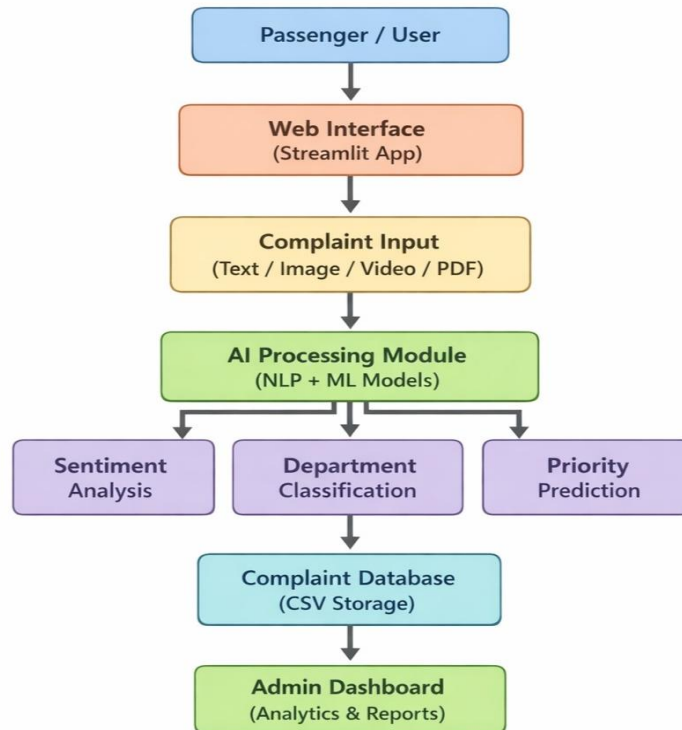 Passenger / User
Web Interface
(Streamlit App)
Complaint Input
(Text / Image / Video / PDF)
AI Processing Module
(NLP + ML Models)
Sentiment
Analysis
Department
Classification
Priority
Prediction
Complaint Database
(CSV Storage)
Admin Dashboard
(Analytics & Reports)